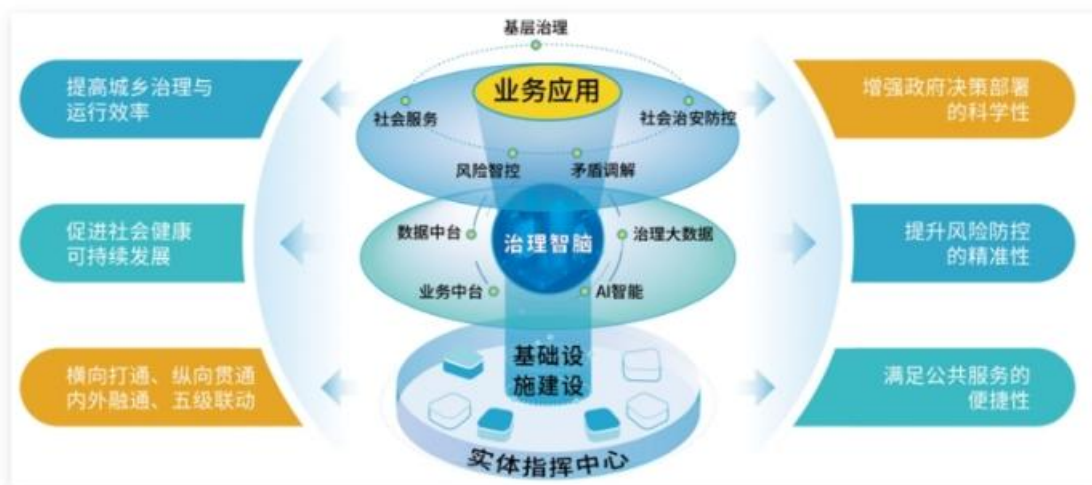 基层治理
业务应用
社会服务
社会治安防控
风险智控
矛盾调解
数据中台
治理智脑
治理大数据
业务中台
AI智能
基础设
施建设
实体指挥中心
提高城乡治理与
运行效率
促进社会健康
可持续发展
横向打通、纵向贯通
内外融通、五级联动
增强政府决策部署
的科学性
提升风险防控
的精准性
满足公共服务的
便捷性